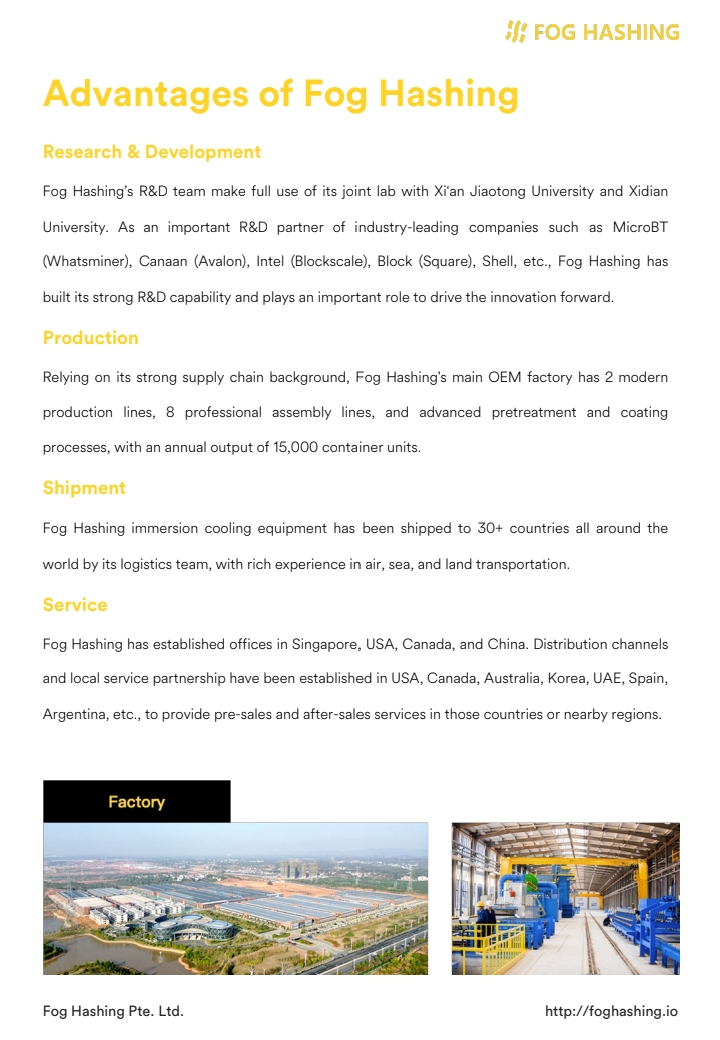 FOG HASHING
Advantages of Fog Hashing
Research & Development
Fog Hashing's R&D team make full use of its joint lab with Xi'an Jiaotong University and Xidian
University. As an important R&D partner of industry-leading companies such as MicroBT
(Whatsminer), Canaan (Avalon), Intel (Blockscale), Block (Square), Shell, etc., Fog Hashing has
built its strong R&D capability and plays an important role to drive the innovation forward.
Production
Relying on its strong supply chain background, Fog Hashing's main OEM factory has 2 modern
production lines, 8 professional assembly lines, and advanced pretreatment and coating
processes, with an annual output of 15,000 container units.
Shipment
Fog Hashing immersion cooling equipment has been shipped to 30+ countries all around the
world by its logistics team, with rich experience in air, sea, and land transportation.
Service
Fog Hashing has established offices in Singapore, USA, Canada, and China. Distribution channels
and local service partnership have been established in USA, Canada, Australia, Korea, UAE, Spain,
Argentina, etc., to provide pre-sales and after-sales services in those countries or nearby regions.
Factory
Fog Hashing Pte. Ltd.
http://foghashing.io